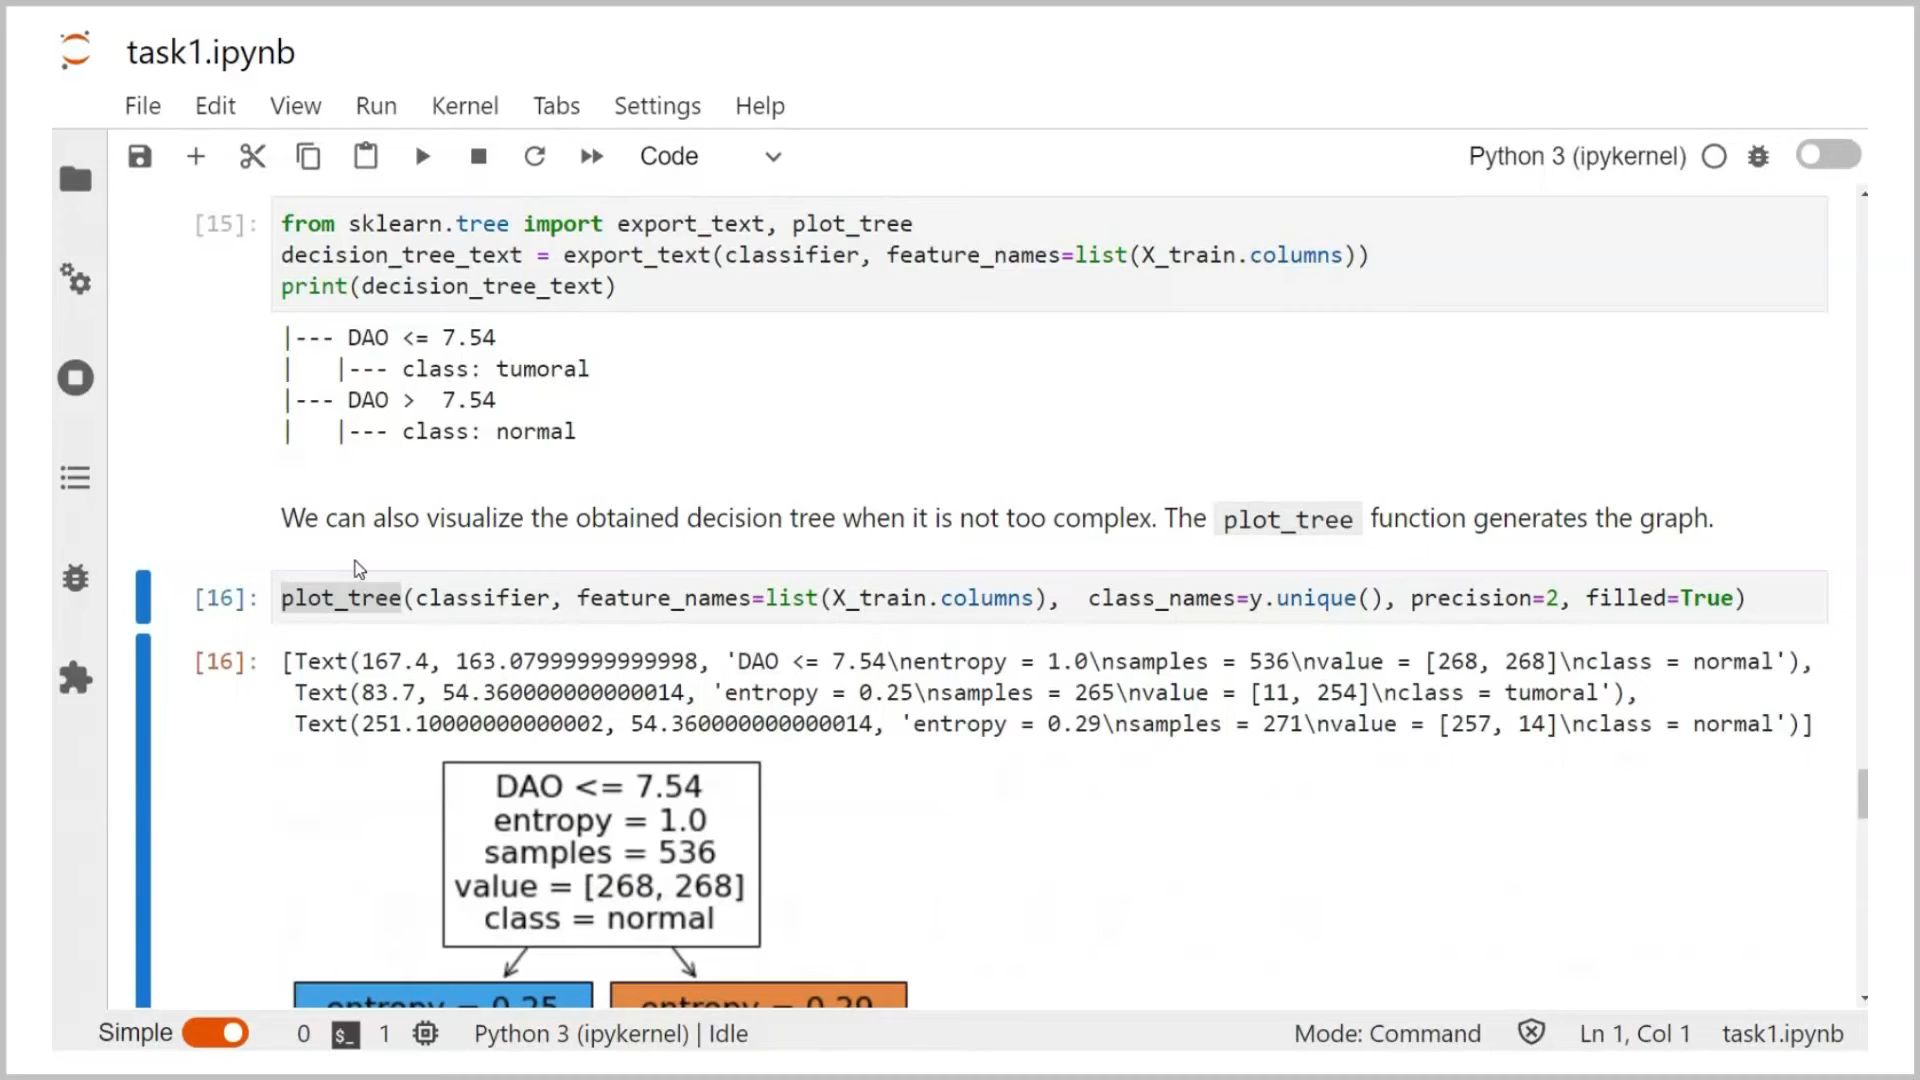 task1.ipynb
File Edit View Run Kernel Tabs Settings Help
Code
Python 3 (ipykernel)
[15]: from sklearn.tree import export_text, plot_tree
decision_tree_text = export_text(classifier, feature_names=list(X_train.columns))
print(decision_tree_text)
|--- DAO <= 7.54
|   |--- class: tumoral
|--- DAO >  7.54
|   |--- class: normal
We can also visualize the obtained decision tree when it is not too complex. The plot_tree function generates the graph.
[16]: plot_tree(classifier, feature_names=list(X_train.columns),  class_names=y.unique(), precision=2, filled=True)
[16]: [Text(167.4, 163.07999999999998, 'DAO <= 7.54\nentropy = 1.0\nsamples = 536\nvalue = [268, 268]\nclass = normal'),
Text(83.7, 54.360000000000014, 'entropy = 0.25\nsamples = 265\nvalue = [11, 254]\nclass = tumoral'),
Text(251.10000000000002, 54.360000000000014, 'entropy = 0.29\nsamples = 271\nvalue = [257, 14]\nclass = normal')]
DAO <= 7.54
entropy = 1.0
samples = 536
value = [268, 268]
class = normal
entropy = 0.25
entropy = 0.29
Simple 0 $_ 1 Python 3 (ipykernel) | Idle
Mode: Command Ln 1, Col 1 task1.ipynb